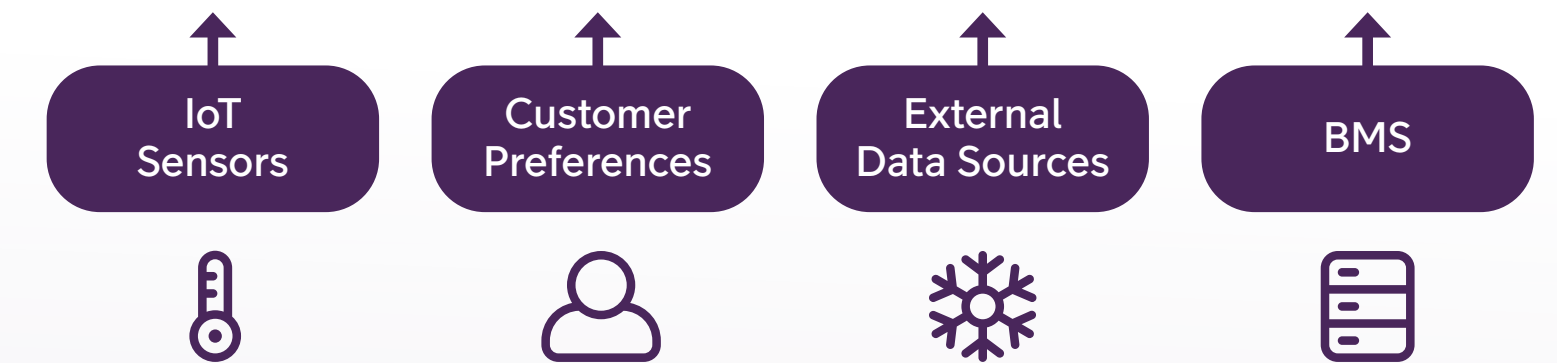 IoT
Sensors
Customer
Preferences
External
Data Sources
BMS